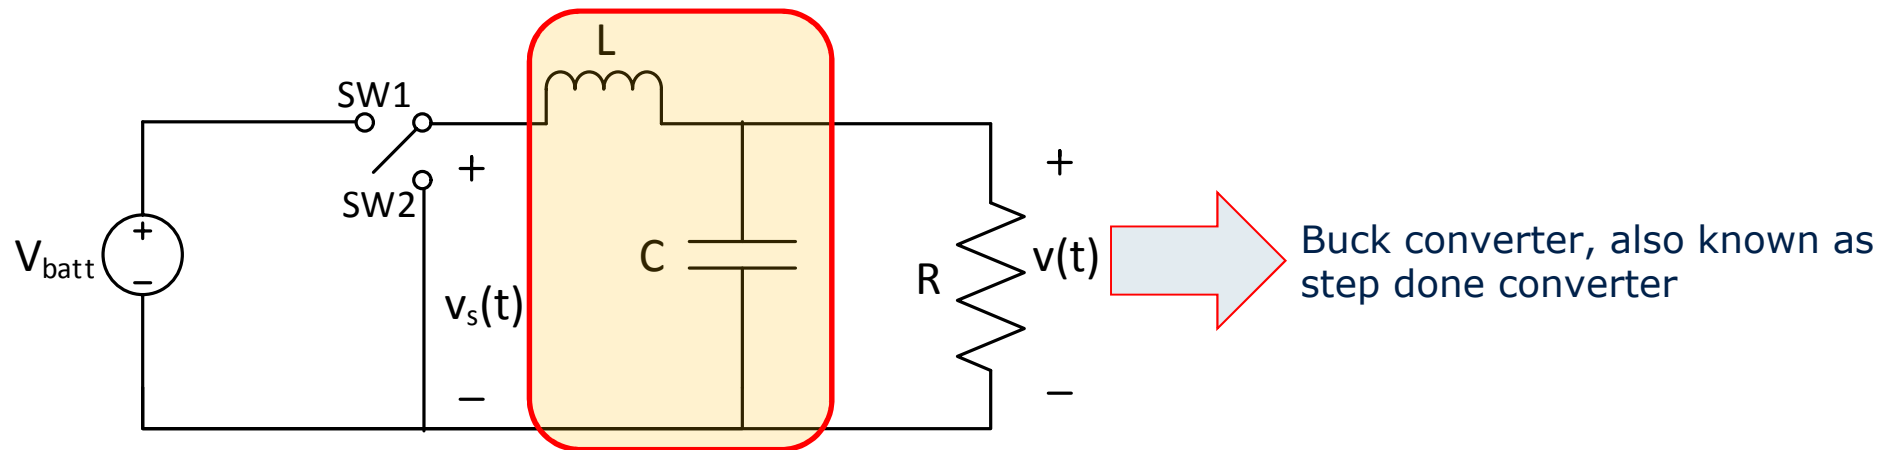 L
SW1
+
SW2
+
−
V_batt
v_s(t)
−
C
R
+
v(t)
−
Buck converter, also known as
step done converter